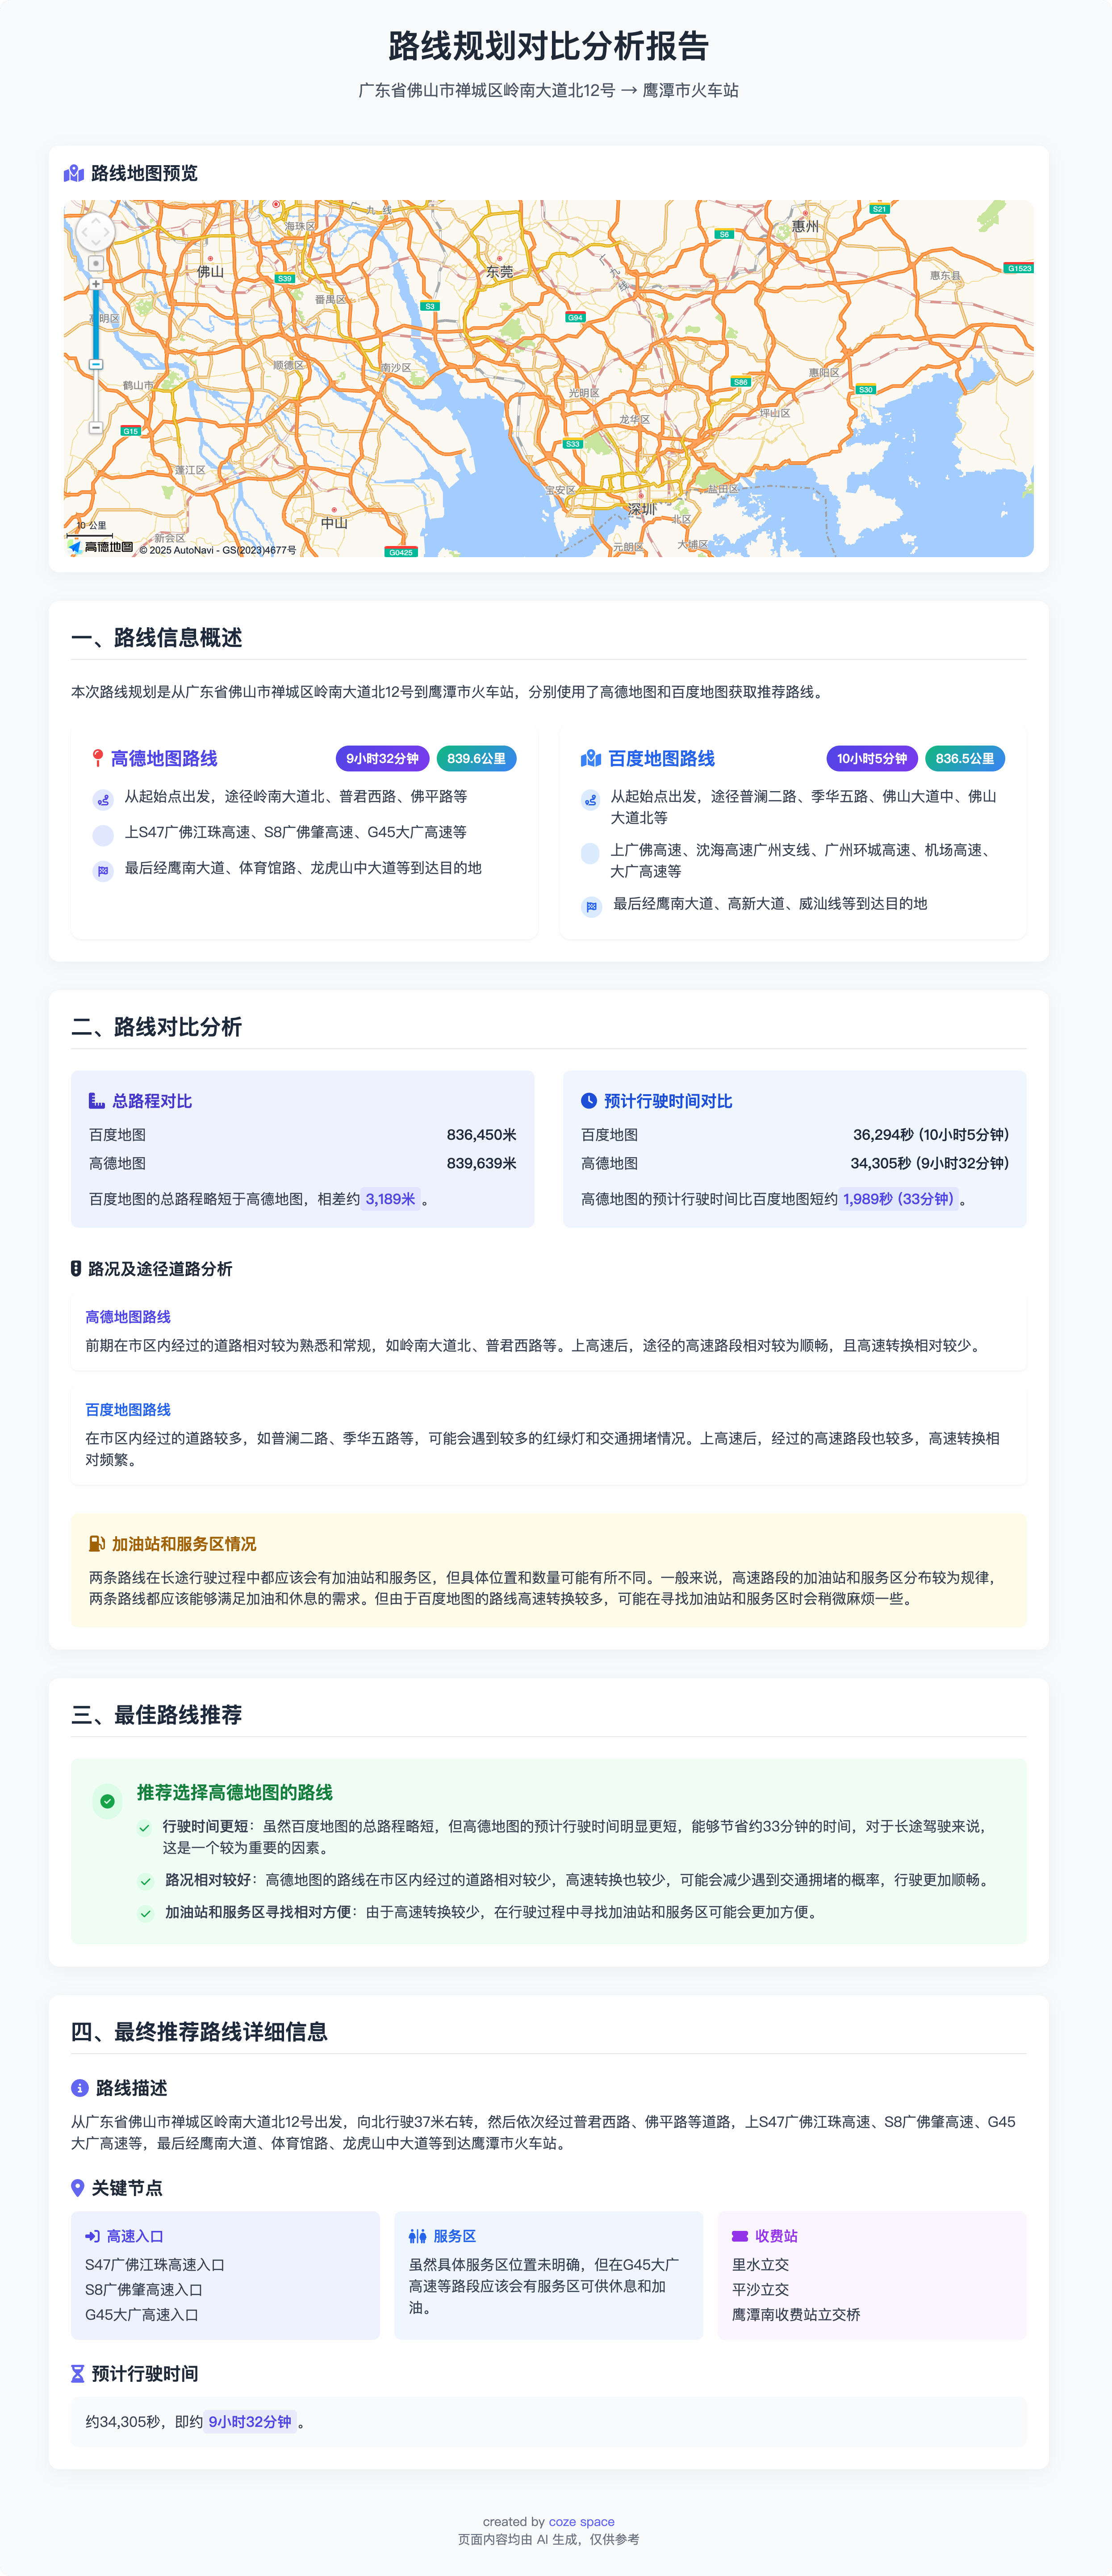 路线规划对比分析报告
广东省佛山市禅城区岭南大道北12号 → 鹰潭市火车站
路线地图预览
广 九 线
海珠区
惠州
S21
S6
佛山
东莞
广 九 线
惠东县
G1523
S39
番禺区
S3
G94
高明区
顺德区
南沙区
惠阳区
鹤山市
光明区
S86
S30
龙华区
坪山区
G15
S33
蓬江区
宝安区
盐田区
深圳
中山
北区
10 公里
新会区
元朗区
大埔区
高德地图 © 2025 AutoNavi - GS(2023)4677号
G0425
一、路线信息概述
本次路线规划是从广东省佛山市禅城区岭南大道北12号到鹰潭市火车站，分别使用了高德地图和百度地图获取推荐路线。
高德地图路线 9小时32分钟 839.6公里
从起始点出发，途径岭南大道北、普君西路、佛平路等
上S47广佛江珠高速、S8广佛肇高速、G45大广高速等
最后经鹰南大道、体育馆路、龙虎山中大道等到达目的地
百度地图路线 10小时5分钟 836.5公里
从起始点出发，途径普澜二路、季华五路、佛山大道中、佛山
大道北等
上广佛高速、沈海高速广州支线、广州环城高速、机场高速、
大广高速等
最后经鹰南大道、高新大道、威汕线等到达目的地
二、路线对比分析
总路程对比
百度地图 836,450米
高德地图 839,639米
百度地图的总路程略短于高德地图，相差约 3,189米 。
预计行驶时间对比
百度地图 36,294秒 (10小时5分钟)
高德地图 34,305秒 (9小时32分钟)
高德地图的预计行驶时间比百度地图短约 1,989秒 (33分钟) 。
路况及途径道路分析
高德地图路线
前期在市区内经过的道路相对较为熟悉和常规，如岭南大道北、普君西路等。上高速后，途径的高速路段相对较为顺畅，且高速转换相对较少。
百度地图路线
在市区内经过的道路较多，如普澜二路、季华五路等，可能会遇到较多的红绿灯和交通拥堵情况。上高速后，经过的高速路段也较多，高速转换相
对频繁。
加油站和服务区情况
两条路线在长途行驶过程中都应该会有加油站和服务区，但具体位置和数量可能有所不同。一般来说，高速路段的加油站和服务区分布较为规律，
两条路线都应该能够满足加油和休息的需求。但由于百度地图的路线高速转换较多，可能在寻找加油站和服务区时会稍微麻烦一些。
三、最佳路线推荐
推荐选择高德地图的路线
行驶时间更短：虽然百度地图的总路程略短，但高德地图的预计行驶时间明显更短，能够节省约33分钟的时间，对于长途驾驶来说，
这是一个较为重要的因素。
路况相对较好：高德地图的路线在市区内经过的道路相对较少，高速转换也较少，可能会减少遇到交通拥堵的概率，行驶更加顺畅。
加油站和服务区寻找相对方便：由于高速转换较少，在行驶过程中寻找加油站和服务区可能会更加方便。
四、最终推荐路线详细信息
路线描述
从广东省佛山市禅城区岭南大道北12号出发，向北行驶37米右转，然后依次经过普君西路、佛平路等道路，上S47广佛江珠高速、S8广佛肇高速、G45
大广高速等，最后经鹰南大道、体育馆路、龙虎山中大道等到达鹰潭市火车站。
关键节点
高速入口
S47广佛江珠高速入口
S8广佛肇高速入口
G45大广高速入口
服务区
虽然具体服务区位置未明确，但在G45大广
高速等路段应该会有服务区可供休息和加
油。
收费站
里水立交
平沙立交
鹰潭南收费站立交桥
预计行驶时间
约34,305秒，即约 9小时32分钟 。
created by coze space
页面内容均由 AI 生成，仅供参考